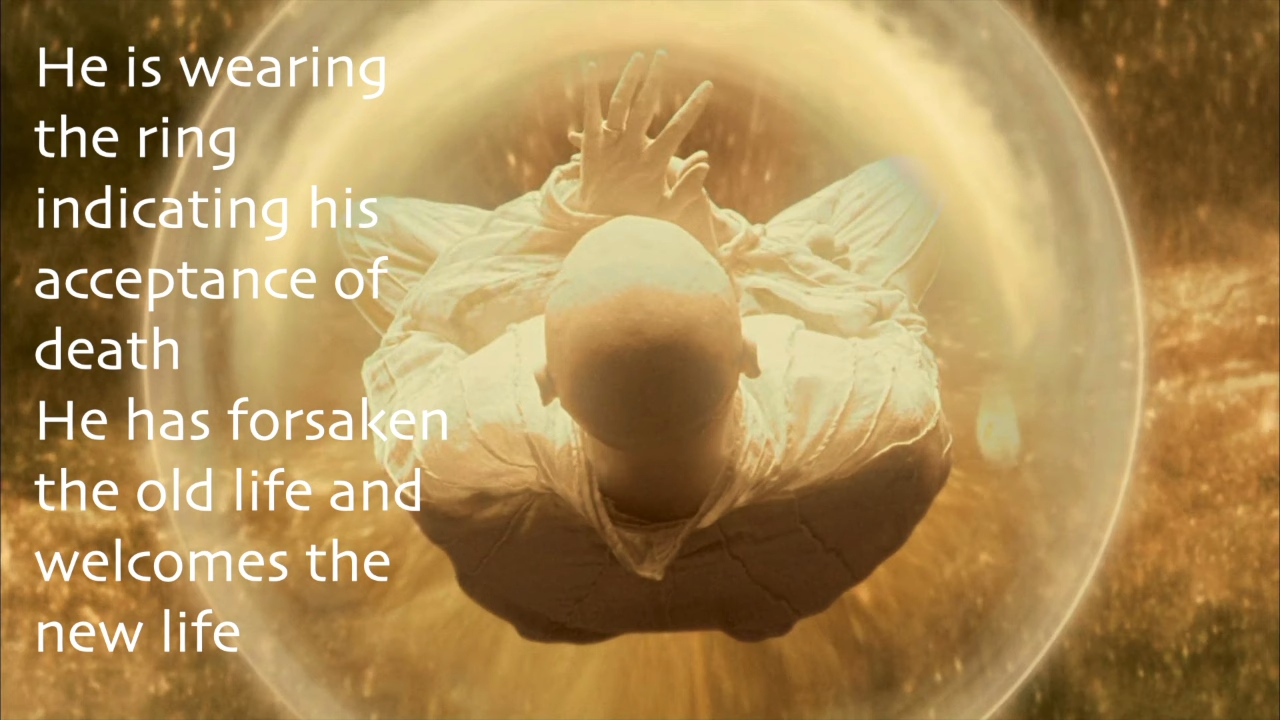 He is wearing
the ring
indicating his
acceptance of
death
He has forsaken
the old life and
welcomes the
new life